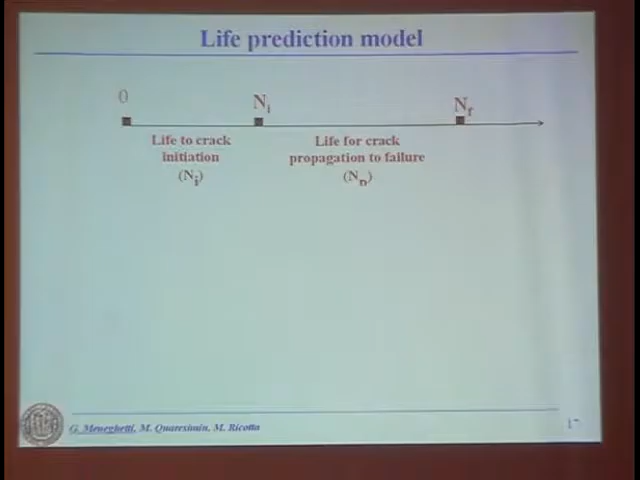 Life prediction model
0 Ni Nf
Life to crack Life for crack
initiation propagation to failure
(Ni) (Np)
G. Meneghetti, M. Quaresimin, M. Ricotta 17